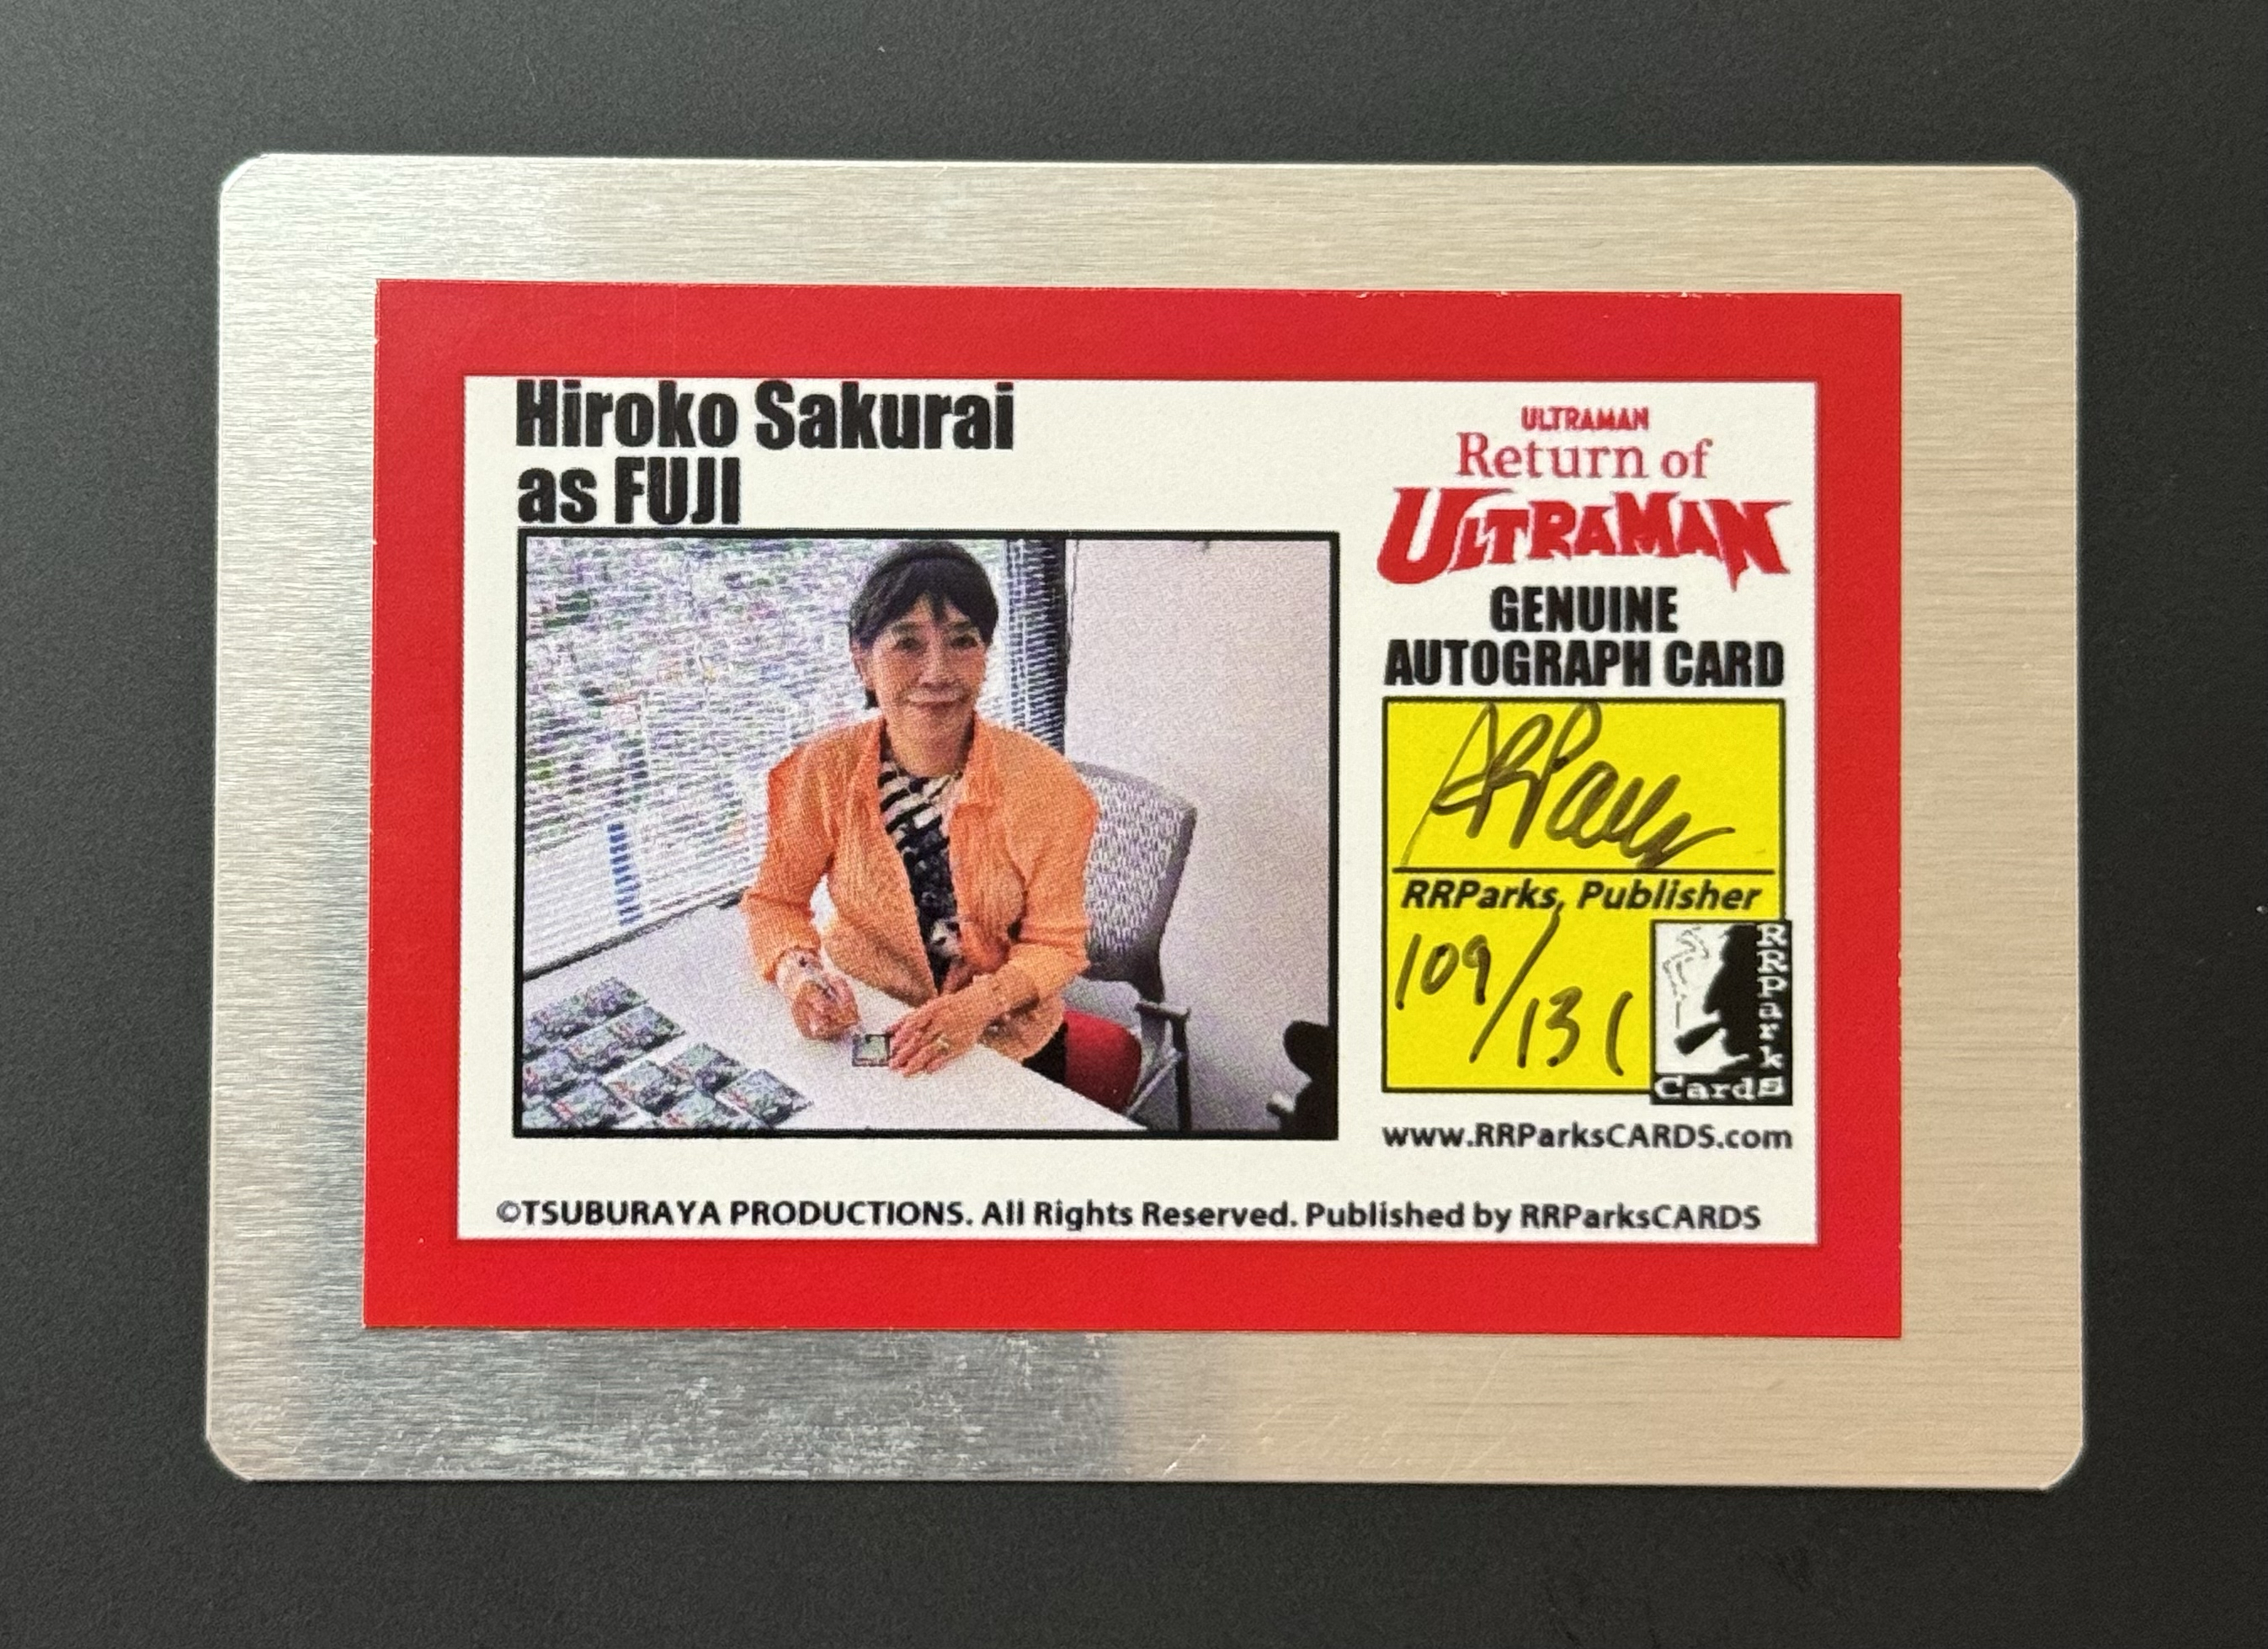 Hiroko Sakurai
as FUJI
ULTRAMAN
Return of
ULTRAMAN
GENUINE
AUTOGRAPH CARD
RRParks
RRParks, Publisher
109/131
RRParks
Cards
www.RRParksCARDS.com
©TSUBURAYA PRODUCTIONS. All Rights Reserved. Published by RRParksCARDS